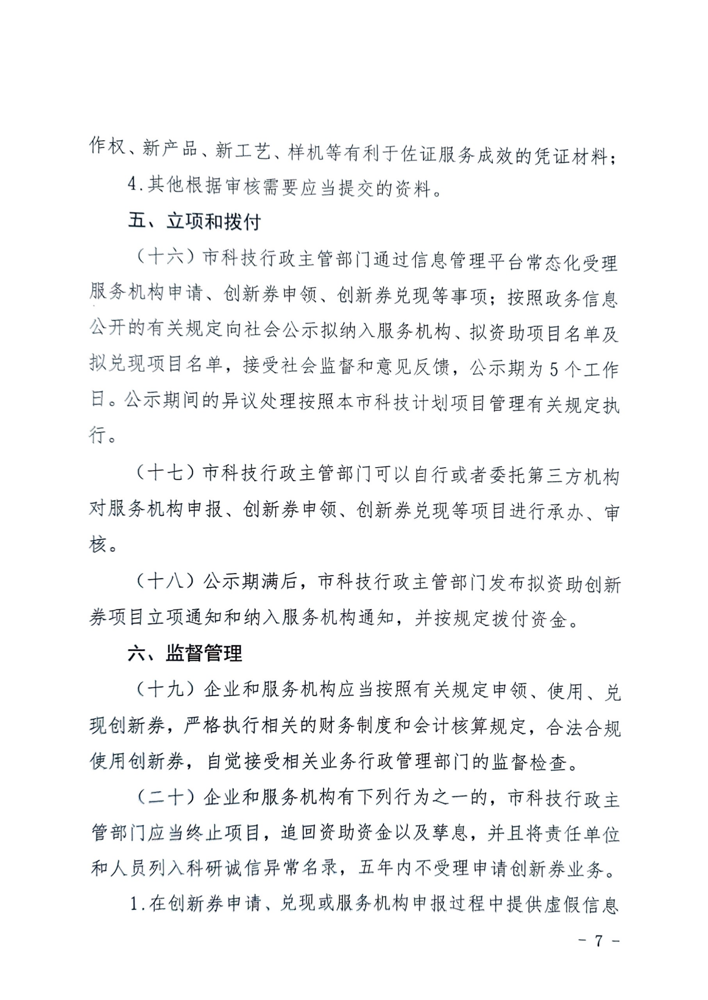 作权、新产品、新工艺、样机等有利于佐证服务成效的凭证材料；
4.其他根据审核需要应当提交的资料。
五、立项和拨付
（十六）市科技行政主管部门通过信息管理平台常态化受理
服务机构申请、创新券申领、创新券兑现等事项；按照政务信息
公开的有关规定向社会公示拟纳入服务机构、拟资助项目名单及
拟兑现项目名单，接受社会监督和意见反馈，公示期为 5 个工作
日。公示期间的异议处理按照本市科技计划项目管理有关规定执
行。
（十七）市科技行政主管部门可以自行或者委托第三方机构
对服务机构申报、创新券申领、创新券兑现等项目进行承办、审
核。
（十八）公示期满后，市科技行政主管部门发布拟资助创新
券项目立项通知和纳入服务机构通知，并按规定拨付资金。
六、监督管理
（十九）企业和服务机构应当按照有关规定申领、使用、兑
现创新券，严格执行相关的财务制度和会计核算规定，合法合规
使用创新券，自觉接受相关业务行政管理部门的监督检查。
（二十）企业和服务机构有下列行为之一的，市科技行政主
管部门应当终止项目，追回资助资金以及孳息，并且将责任单位
和人员列入科研诚信异常名录，五年内不受理申请创新券业务。
1.在创新券申请、兑现或服务机构申报过程中提供虚假信息
- 7 -